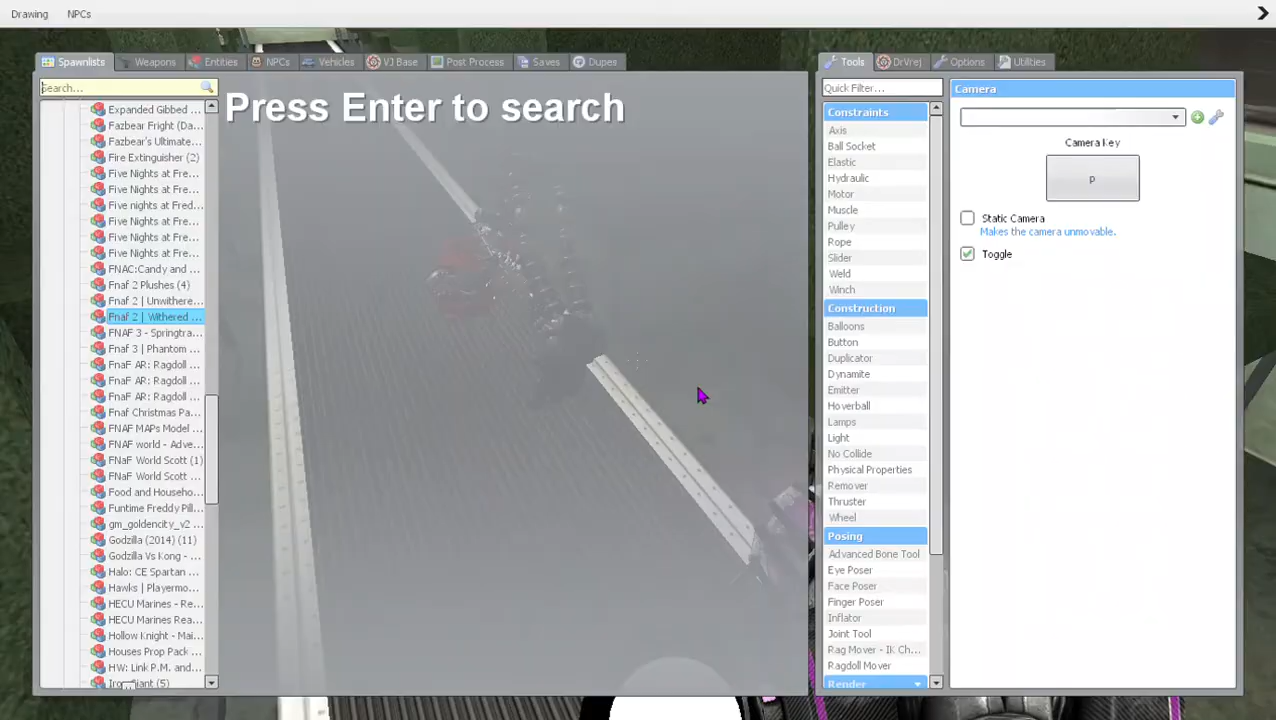 Drawing NPCs
Spawnlists Weapons Entities NPCs Vehicles VJ Base Post Process Saves Dupes
Search...
Press Enter to search
Expanded Gibbed ...
Fazbear Fright (Da...
Fazbear's Ultimate...
Fire Extinguisher (2)
Five Nights at Fre...
Five Nights at Fre...
Five nights at Fred...
Five Nights at Fre...
Five Nights at Fre...
Five Nights at Fre...
FNAC:Candy and ...
Fnaf 2 Plushes (4)
Fnaf 2 | Unwithere...
Fnaf 2 | Withered ...
FNAF 3 - Springtra...
Fnaf 3 | Phantom ...
FnaF AR: Ragdoll ...
FnaF AR: Ragdoll ...
FnaF AR: Ragdoll ...
Fnaf Christmas Pa...
FNAF MAPs Model ...
FNAF world - Adve...
FNaF World Scott (1)
FNaF World Scott ...
Food and Househo...
Funtime Freddy Pill...
gm_goldencity_v2 ...
Godzilla (2014) (11)
Godzilla Vs Kong - ...
Halo: CE Spartan ...
Hawks | Playermo...
HECU Marines - Re...
HECU Marines Rea...
Hollow Knight - Mai...
Houses Prop Pack ...
HW: Link P.M. and...
Iron Giant (5)
Tools DrVrej Options Utilities
Quick Filter...
Constraints
Axis
Ball Socket
Elastic
Hydraulic
Motor
Muscle
Pulley
Rope
Slider
Weld
Winch
Construction
Balloons
Button
Duplicator
Dynamite
Emitter
Hoverball
Lamps
Light
No Collide
Physical Properties
Remover
Thruster
Wheel
Posing
Advanced Bone Tool
Eye Poser
Face Poser
Finger Poser
Inflator
Joint Tool
Rag Mover - IK Ch...
Ragdoll Mover
Render
Camera
Camera Key
P
Static Camera
Makes the camera unmovable.
Toggle